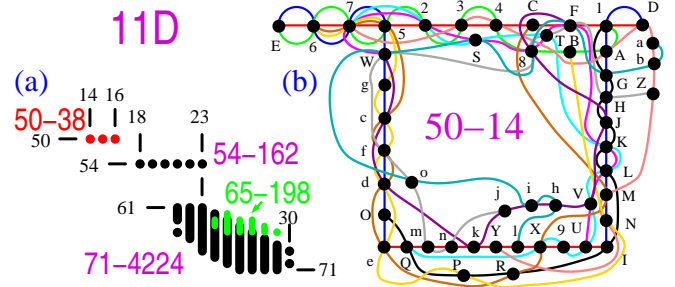 11D
(a)
14 16
50-38
50
18
23
54
54-162
65-198
61
30
71-4224
71
(b)
50-14
E 6 7 5 2 3 4 C F 1 D
S 8 T B A a
W b
g G Z
c H
J
f K
d o L
j i h V M
O N
m n k Y l X 9 U
e Q P R I